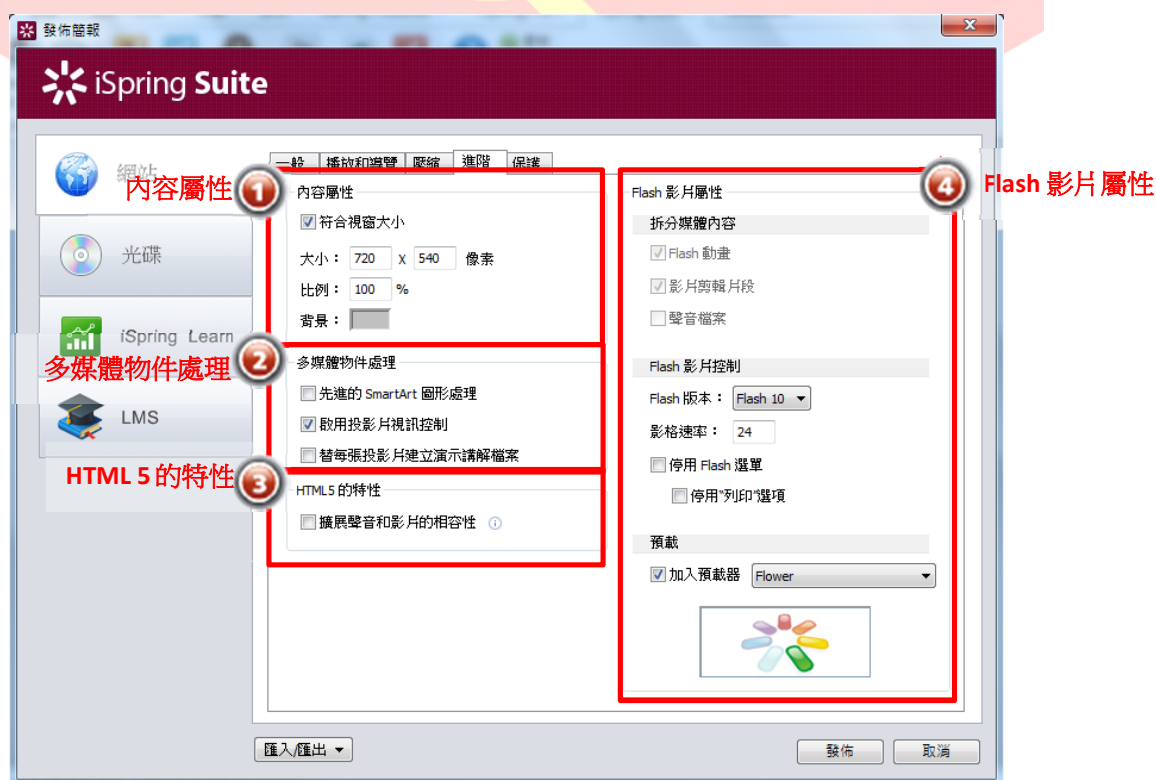 發佈簡報
iSpring Suite
網站
光碟
iSpring Learn
LMS
一般 播放和導覽 壓縮 進階 保護
內容屬性
1
內容屬性
符合視窗大小
大小： 720 x 540 像素
比例： 100 %
背景：
多媒體物件處理
2
多媒體物件處理
先進的 SmartArt 圖形處理
啟用投影片視訊控制
替每張投影片建立演示講解檔案
HTML 5 的特性
3
HTML5 的特性
擴展聲音和影片的相容性
4
Flash 影片屬性
Flash 影片屬性
拆分媒體內容
Flash 動畫
影片剪輯片段
聲音檔案
Flash 影片控制
Flash 版本： Flash 10
影格速率： 24
停用 Flash 選單
停用"列印"選項
預載
加入預載器 Flower
匯入/匯出
發佈 取消